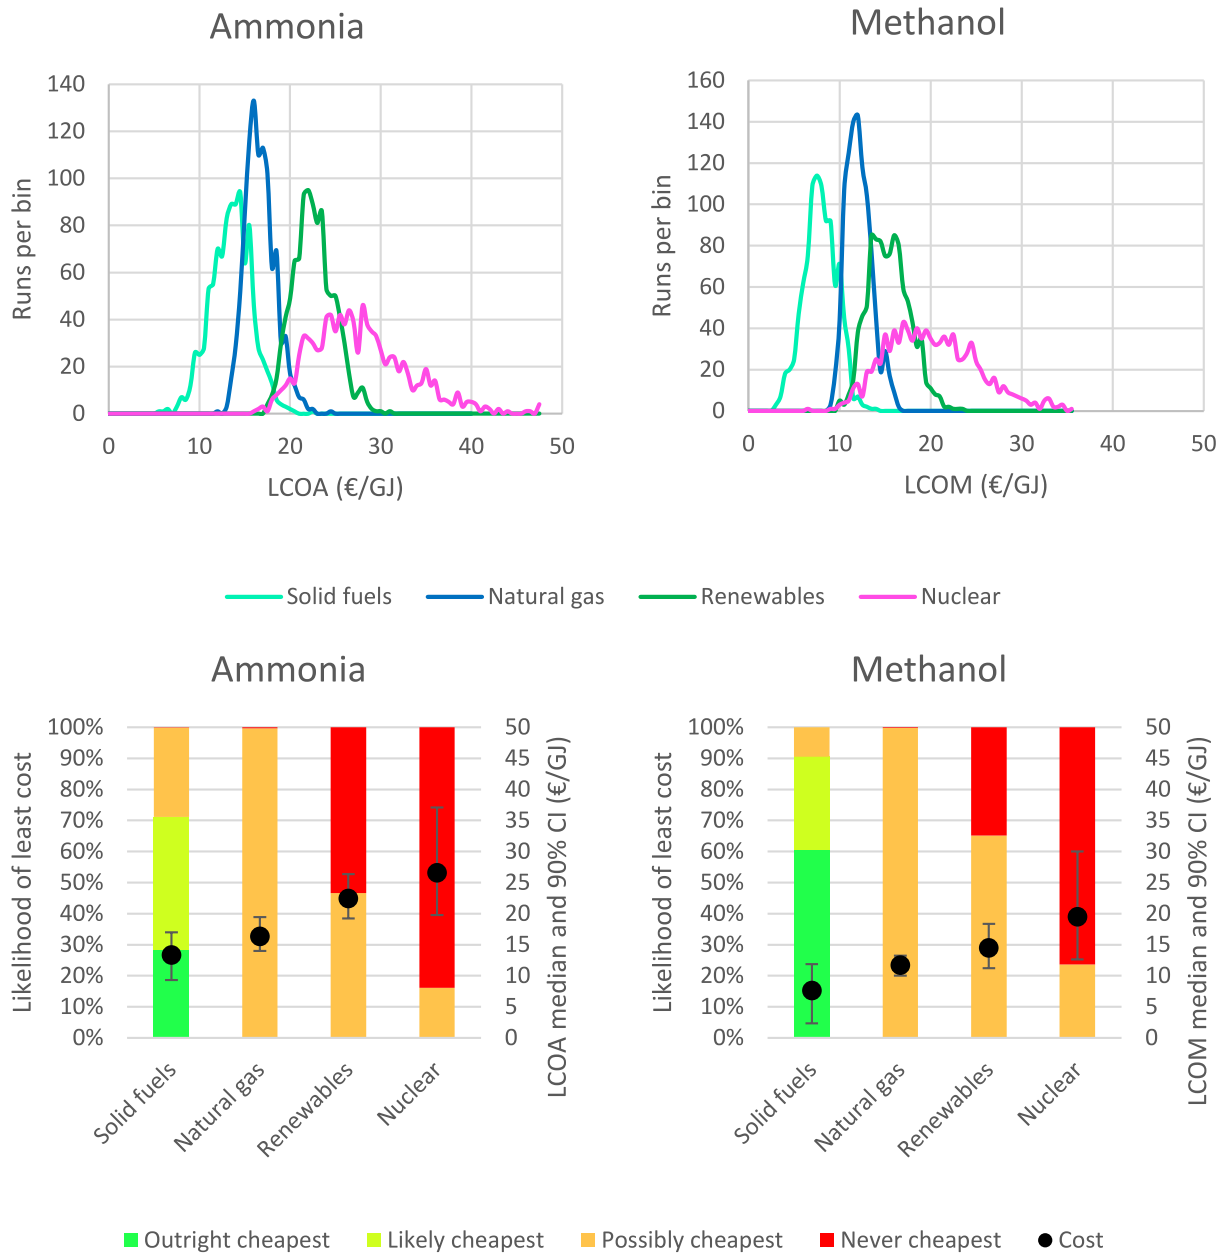 Ammonia
Methanol
140
120
100
80
60
40
20
0
Runs per bin
0 10 20 30 40 50
LCOA (€/GJ)
160
140
120
100
80
60
40
20
0
Runs per bin
0 10 20 30 40 50
LCOM (€/GJ)
Solid fuels Natural gas Renewables Nuclear
Ammonia
Methanol
Likelihood of least cost
100%
90%
80%
70%
60%
50%
40%
30%
20%
10%
0%
50
45
40
35
30
25
20
15
10
5
0
LCOA median and 90% CI (€/GJ)
Solid fuels
Natural gas
Renewables
Nuclear
Likelihood of least cost
100%
90%
80%
70%
60%
50%
40%
30%
20%
10%
0%
50
45
40
35
30
25
20
15
10
5
0
LCOM median and 90% CI (€/GJ)
Solid fuels
Natural gas
Renewables
Nuclear
Outright cheapest Likely cheapest Possibly cheapest Never cheapest Cost